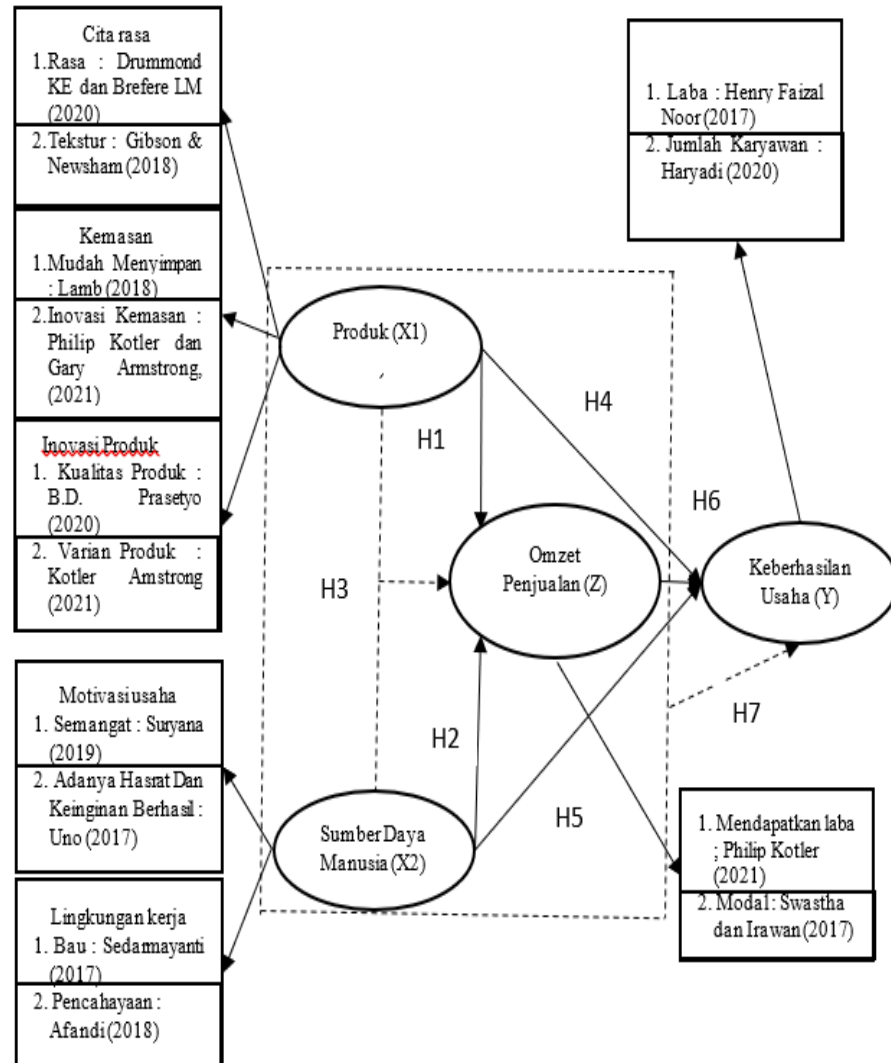 Cita rasa
1.Rasa : Drummond
KE dan Brefere LM
(2020)
2.Tekstur : Gibson &
Newsham (2018)
Kemasan
1.Mudah Menyimpan
: Lamb (2018)
2.Inovasi Kemasan :
Philip Kotler dan
Gary Armstrong,
(2021)
Inovasi Produk
1. Kualitas Produk :
B.D. Prasetyo
(2020)
2. Varian Produk :
Kotler Amstrong
(2021)
Motivasi usaha
1. Semangat : Suryana
(2019)
2. Adanya Hasrat Dan
Keinginan Berhasil :
Uno (2017)
Lingkungan kerja
1. Bau : Sedarmayanti
(2017)
2. Pencahayaan :
Afandi (2018)
Produk (X1)
Sumber Daya
Manusia (X2)
H1
H2
H3
Omzet
Penjualan (Z)
H4
H5
H6
H7
1. Laba : Henry Faizal
Noor (2017)
2. Jumlah Karyawan :
Haryadi (2020)
Keberhasilan
Usaha (Y)
1. Mendapatkan laba
; Philip Kotler
(2021)
2. Modal : Swastha
dan Irawan (2017)